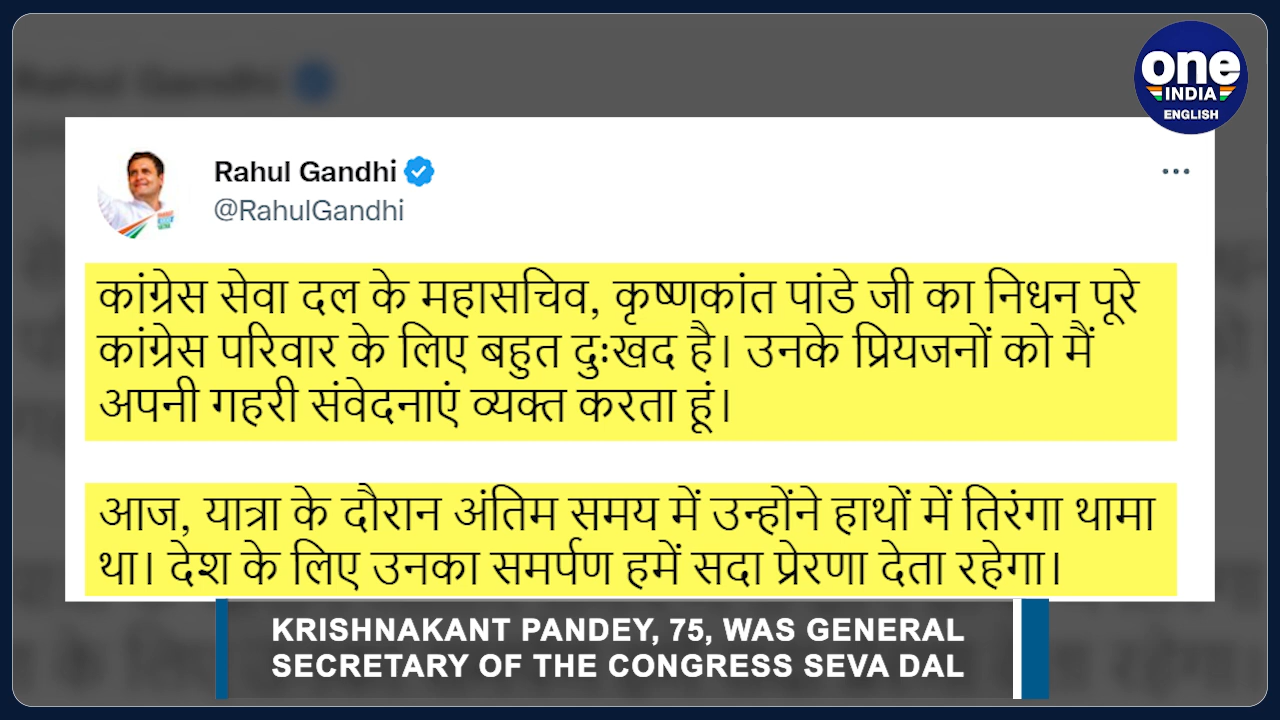 one
INDIA
ENGLISH
Rahul Gandhi
Rahul Gandhi
@RahulGandhi
कांग्रेस सेवा दल के महासचिव, कृष्णकांत पांडे जी का निधन पूरे
कांग्रेस परिवार के लिए बहुत दुःखद है। उनके प्रियजनों को मैं
अपनी गहरी संवेदनाएं व्यक्त करता हूं।
आज, यात्रा के दौरान अंतिम समय में उन्होंने हाथों में तिरंगा थामा
था। देश के लिए उनका समर्पण हमें सदा प्रेरणा देता रहेगा।
KRISHNAKANT PANDEY, 75, WAS GENERAL
SECRETARY OF THE CONGRESS SEVA DAL